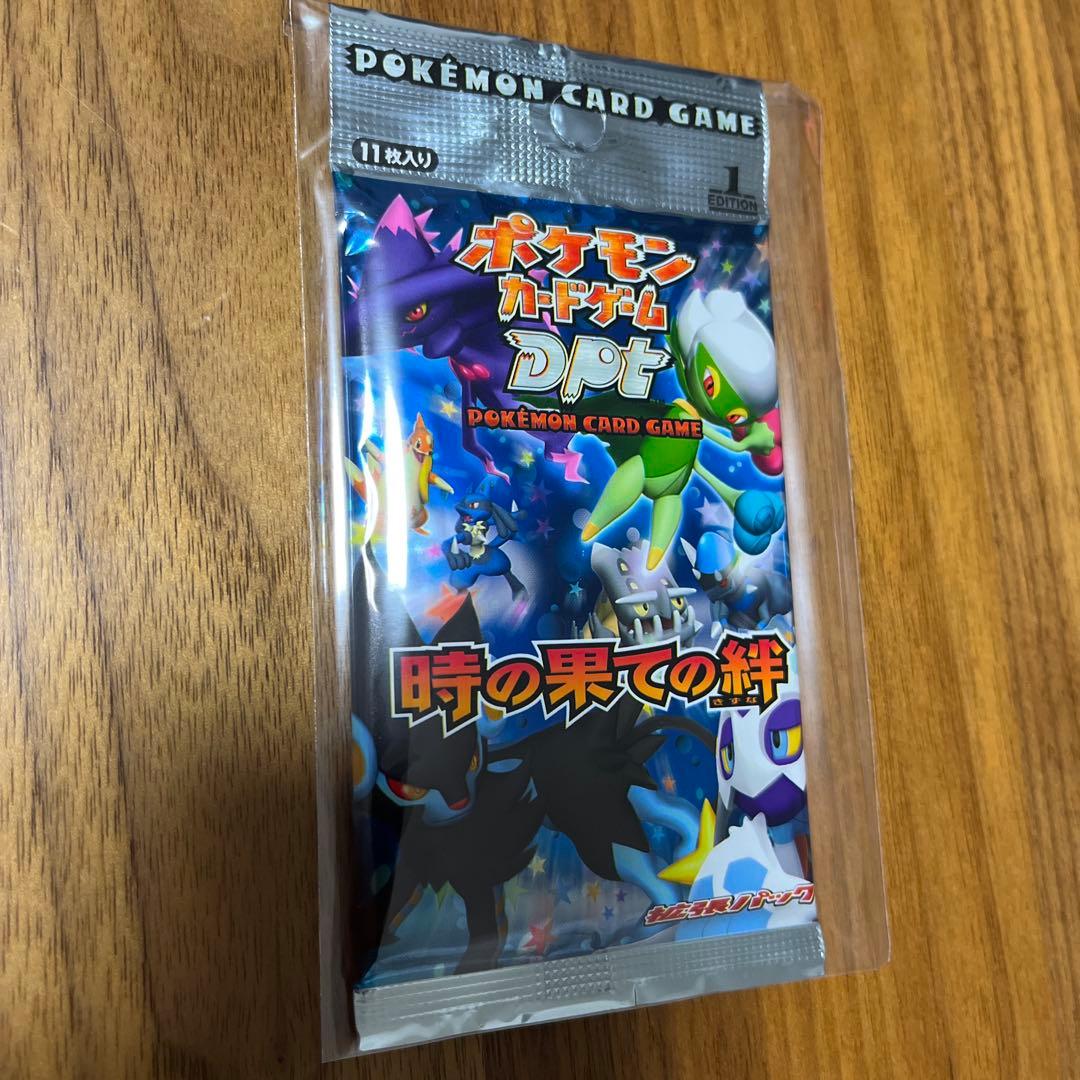 POKÉMON CARD GAME
11枚入り
1
EDITION
ポケモン
カードゲーム
DPt
POKÉMON CARD GAME
時の果ての絆
きずな
拡張パック